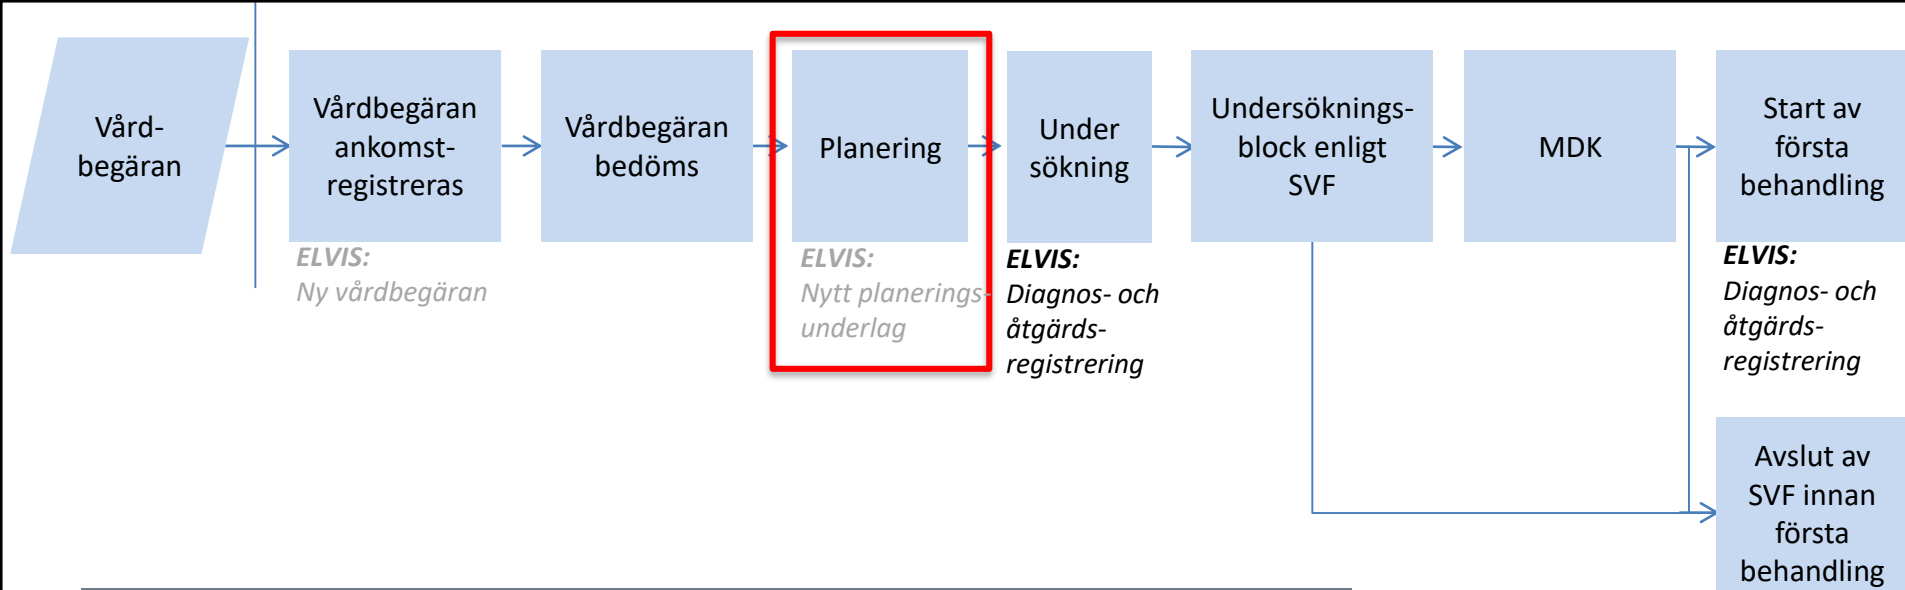 Vård-
begäran
Vårdbegäran
ankomst-
registreras
ELVIS:
Ny vårdbegäran
Vårdbegäran
bedöms
Planering
ELVIS:
Nytt planerings-
underlag
Under
sökning
ELVIS:
Diagnos- och
åtgärds-
registrering
Undersöknings-
block enligt
SVF
MDK
Start av
första
behandling
ELVIS:
Diagnos- och
åtgärds-
registrering
Avslut av
SVF innan
första
behandling